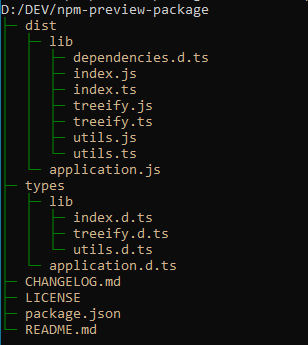 D:/DEV/npm-preview-package
├─ dist
│  ├─ lib
│  │  ├─ dependencies.d.ts
│  │  ├─ index.js
│  │  ├─ index.ts
│  │  ├─ treeify.js
│  │  ├─ treeify.ts
│  │  ├─ utils.js
│  │  └─ utils.ts
│  └─ application.js
├─ types
│  ├─ lib
│  │  ├─ index.d.ts
│  │  ├─ treeify.d.ts
│  │  └─ utils.d.ts
│  └─ application.d.ts
├─ CHANGELOG.md
├─ LICENSE
├─ package.json
└─ README.md